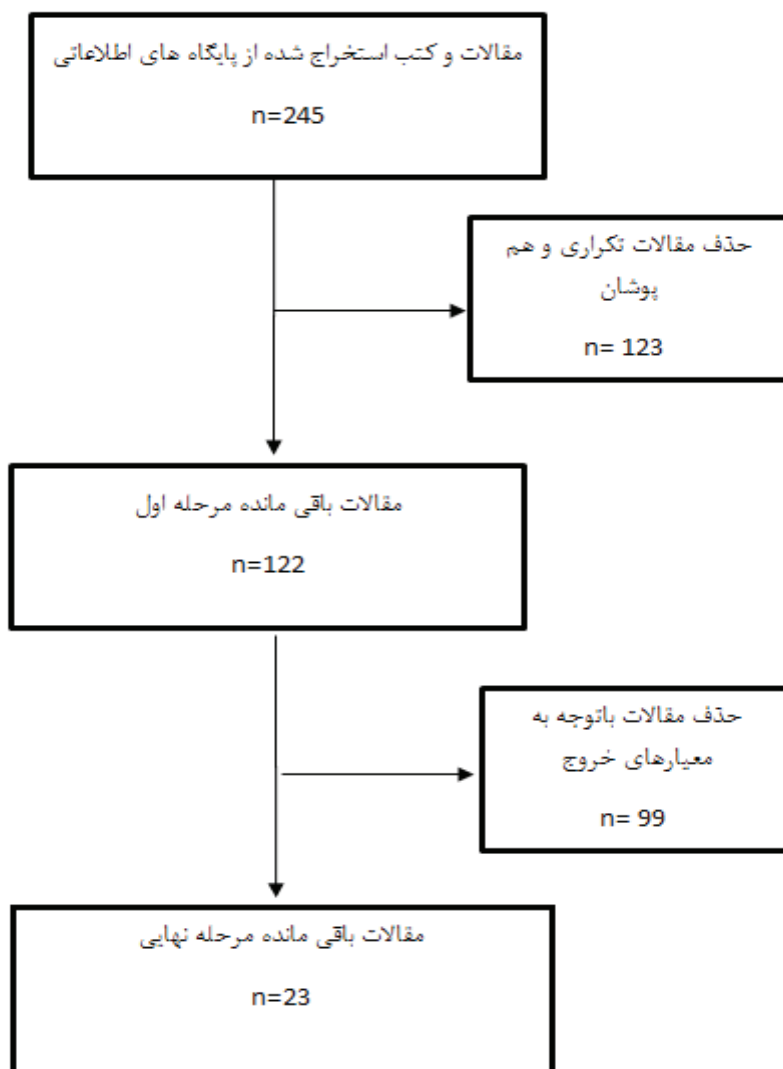 مقالات و کتب استخراج شده از پایگاه های اطلاعاتی
n=245
حذف مقالات تکراری و هم
پوشان
n= 123
مقالات باقی مانده مرحله اول
n=122
حذف مقالات باتوجه به
معیارهای خروج
n= 99
مقالات باقی مانده مرحله نهایی
n=23